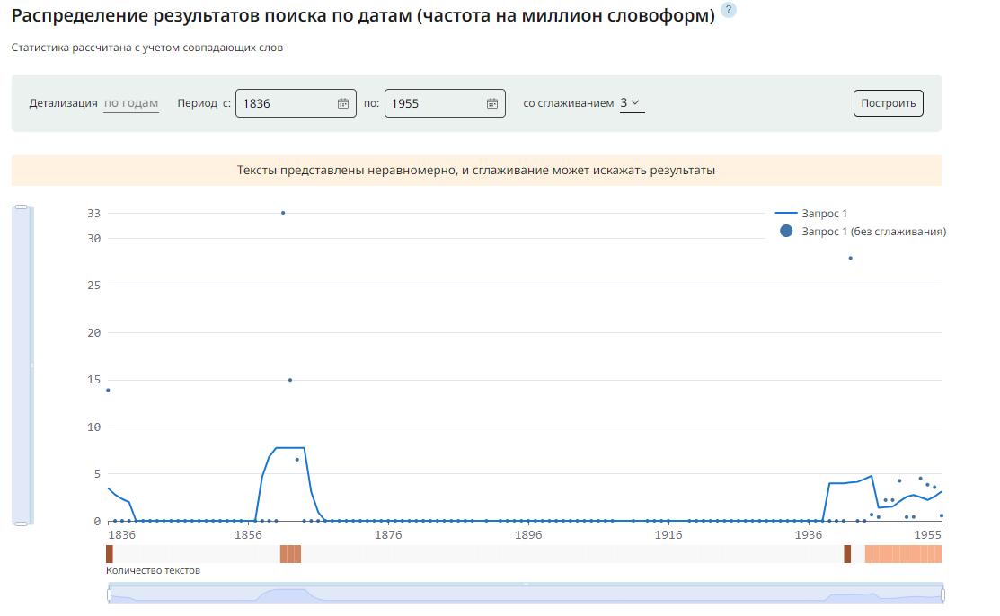 Распределение результатов поиска по датам (частота на миллион словоформ) ?
Статистика рассчитана с учетом совпадающих слов
Детализация по годам Период с: 1836 по: 1955 со сглаживанием 3 Построить
Тексты представлены неравномерно, и сглаживание может искажать результаты
33
Запрос 1
Запрос 1 (без сглаживания)
30
25
20
15
10
5
0
1836 1856 1876 1896 1916 1936 1955
Количество текстов